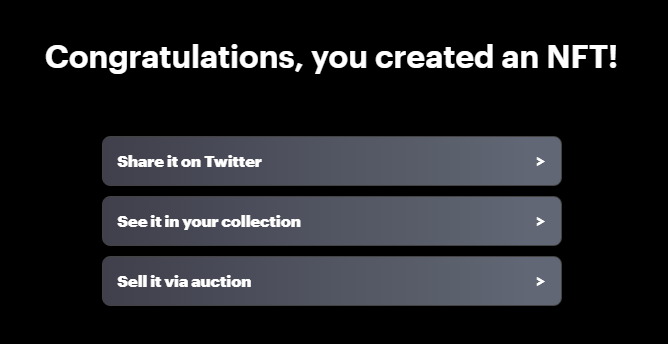 Congratulations, you created an NFT!
Share it on Twitter >
See it in your collection >
Sell it via auction >